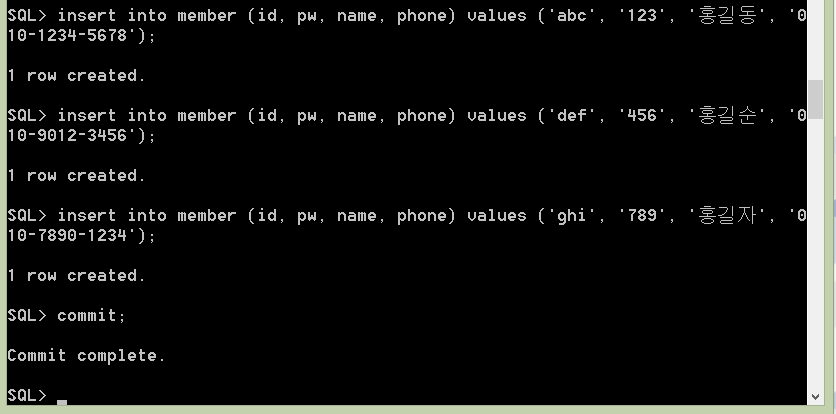 SQL> insert into member (id, pw, name, phone) values ('abc', '123', '홍길동', '0
10-1234-5678');
1 row created.
SQL> insert into member (id, pw, name, phone) values ('def', '456', '홍길순', '0
10-9012-3456');
1 row created.
SQL> insert into member (id, pw, name, phone) values ('ghi', '789', '홍길자', '0
10-7890-1234');
1 row created.
SQL> commit;
Commit complete.
SQL> _